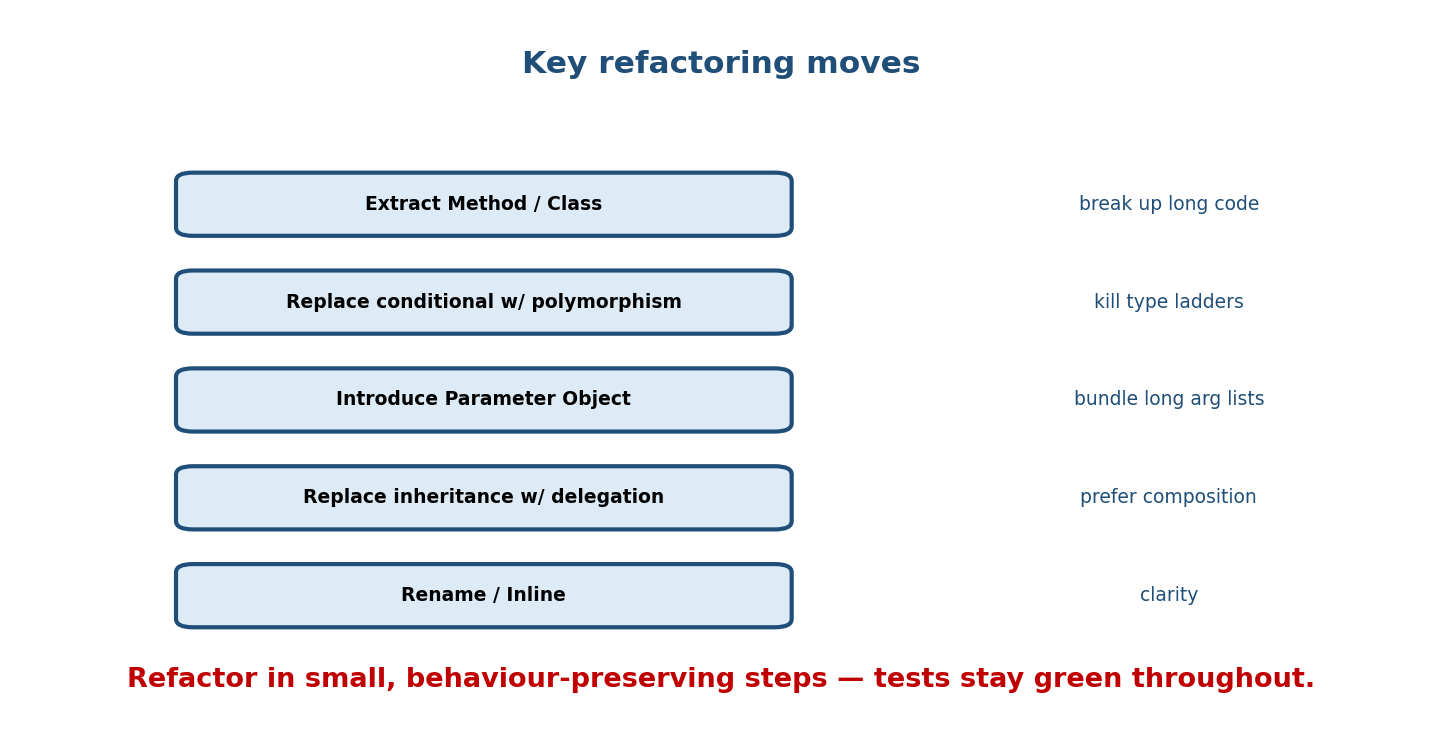 Key refactoring moves
Extract Method / Class
break up long code
Replace conditional w/ polymorphism
kill type ladders
Introduce Parameter Object
bundle long arg lists
Replace inheritance w/ delegation
prefer composition
Rename / Inline
clarity
Refactor in small, behaviour-preserving steps — tests stay green throughout.